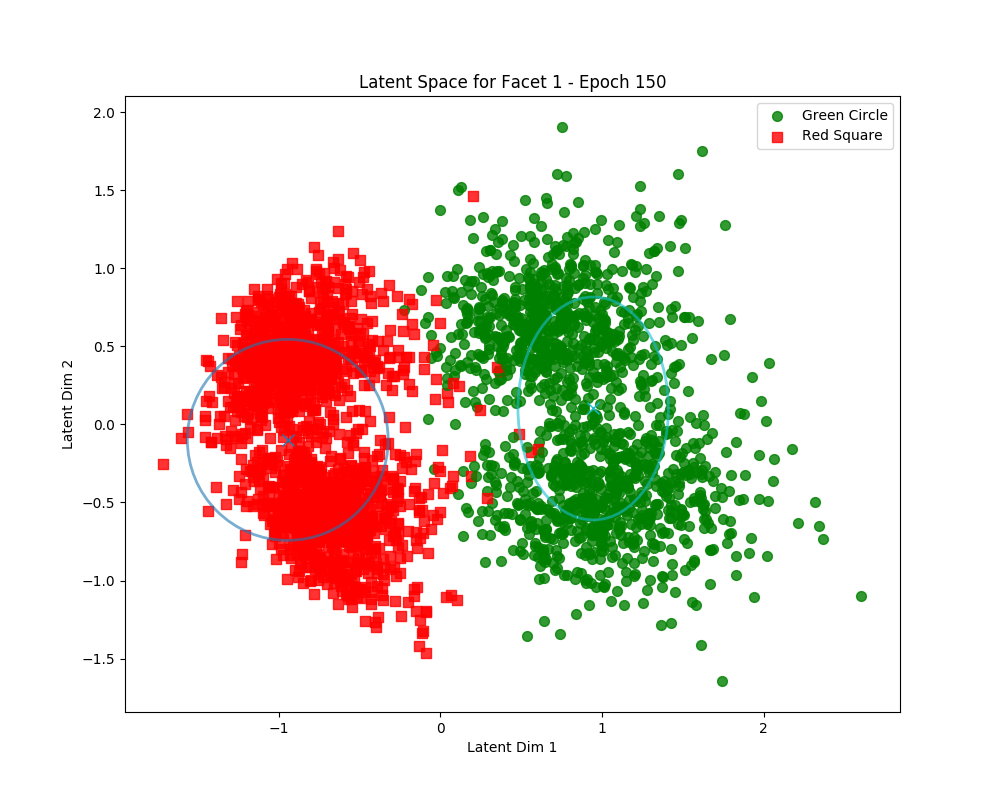 Latent Space for Facet 1 - Epoch 150
Green Circle
Red Square
Latent Dim 2
2.0
1.5
1.0
0.5
0.0
−0.5
−1.0
−1.5
−1
0
1
2
Latent Dim 1